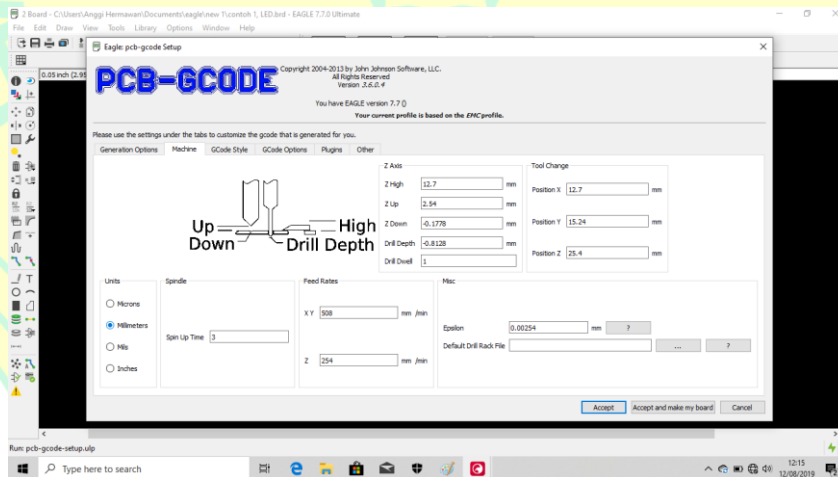 2 Board - C:\Users\Anggi Hermawan\Documents\eagle\new 1\contoh 1, LED.brd - EAGLE 7.7.0 Ultimate
File Edit Draw View Tools Library Options Window Help
0.05 inch (2.95
Eagle: pcb-gcode Setup
PCB-GCODE
Copyright 2004-2013 by John Johnson Software, LLC.
All Rights Reserved
Version 3.6.0.4
You have EAGLE version 7.7 ()
Your current profile is based on the EMC profile.
Please use the settings under the tabs to customize the gcode that is generated for you.
Generation Options Machine GCode Style GCode Options Plugins Other
Up
Down
High
Drill Depth
Z Axis
Z High 12.7 mm
Z Up 2.54 mm
Z Down -0.1778 mm
Drill Depth -0.8128 mm
Drill Dwell 1
Tool Change
Position X 12.7 mm
Position Y 15.24 mm
Position Z 25.4 mm
Units
Microns
Milimeters
Mils
Inches
Spindle
Spin Up Time 3
Feed Rates
X Y 508 mm /min
Z 254 mm /min
Misc
Epsilon 0.00254 mm ?
Default Drill Rack File ... ?
Accept Accept and make my board Cancel
Run: pcb-gcode-setup.ulp
Type here to search
12:15
12/08/2019